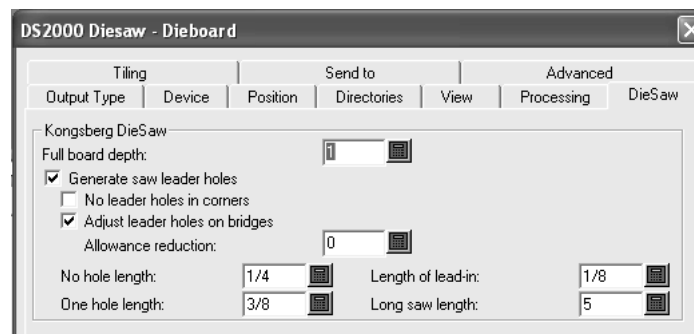 DS2000 Diesaw - Dieboard
Tiling Send to Advanced
Output Type Device Position Directories View Processing DieSaw
Kongsberg DieSaw
Full board depth: 1
Generate saw leader holes
No leader holes in corners
Adjust leader holes on bridges
Allowance reduction: 0
No hole length: 1/4 Length of lead-in: 1/8
One hole length: 3/8 Long saw length: 5